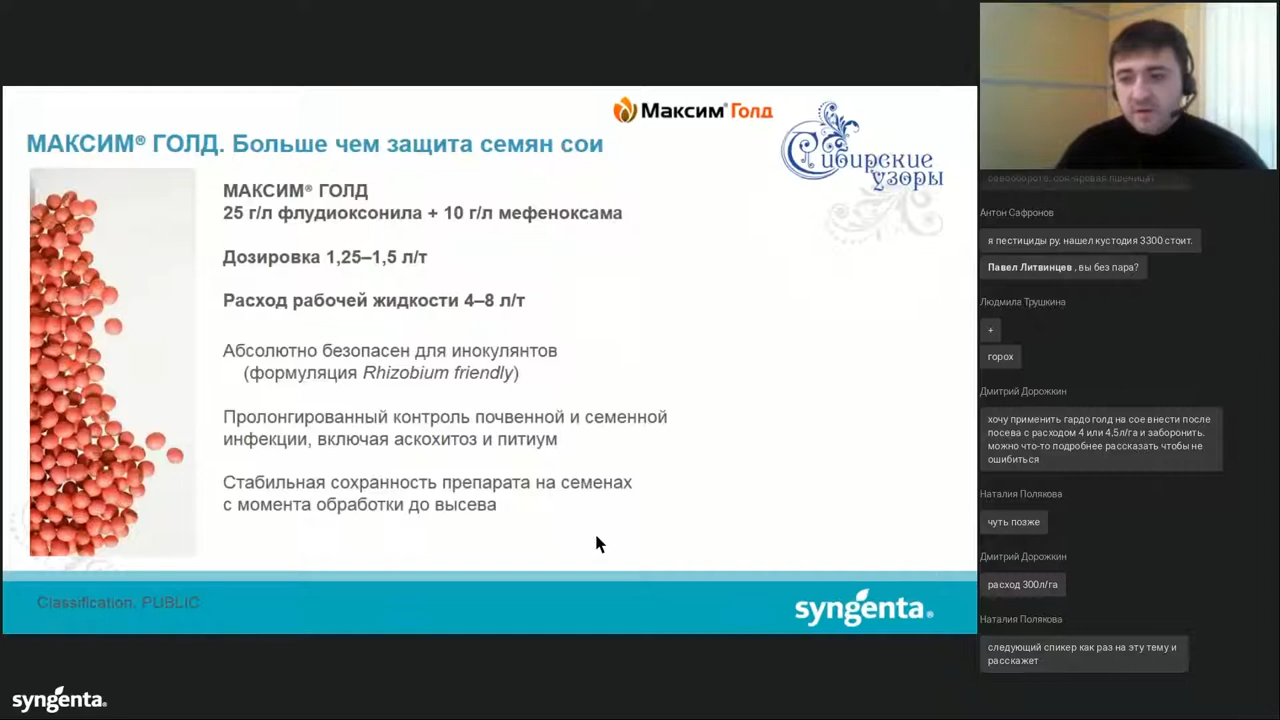 Максим® Голд
Сибирские
узоры
МАКСИМ® ГОЛД. Больше чем защита семян сои
МАКСИМ® ГОЛД
25 г/л флудиоксонила + 10 г/л мефеноксама
Дозировка 1,25–1,5 л/т
Расход рабочей жидкости 4–8 л/т
Абсолютно безопасен для инокулянтов
(формуляция Rhizobium friendly)
Пролонгированный контроль почвенной и семенной
инфекции, включая аскохитоз и питиум
Стабильная сохранность препарата на семенах
с момента обработки до высева
Classification. PUBLIC
syngenta.
syngenta.
яровая пшеница?
Антон Сафронов
я пестициды ру. нашел кустодия 3300 стоит.
Павел Литвинцев , вы без пара?
Людмила Трушкина
+
горох
Дмитрий Дорожкин
хочу применить гардо голд на сое внести после
посева с расходом 4 или 4.5л/га и заборонить.
можно что-то подробнее рассказать чтобы не
ошибиться
Наталия Полякова
чуть позже
Дмитрий Дорожкин
расход 300л/га
Наталия Полякова
следующий спикер как раз на эту тему и
расскажет